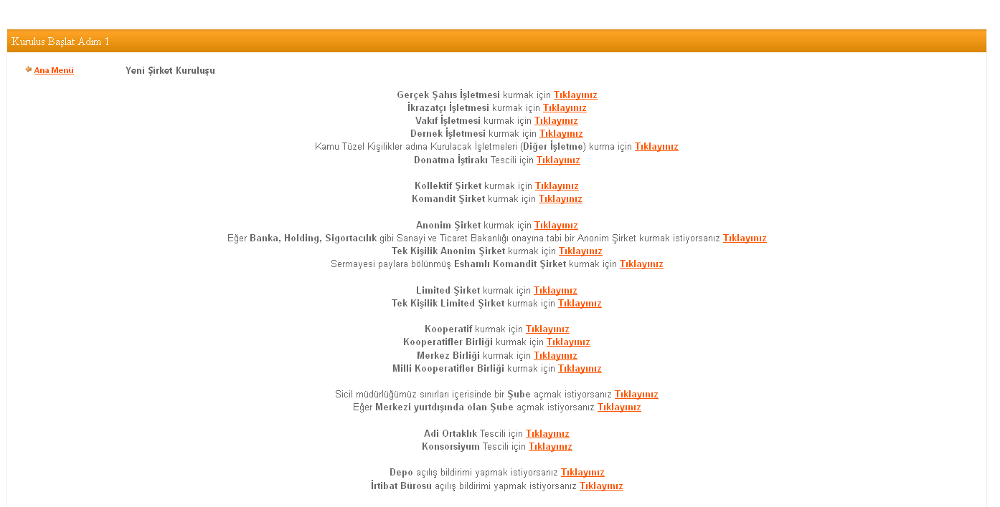 Kurulus Başlat Adım 1
Ana Menü Yeni Şirket Kuruluşu
Gerçek Şahıs İşletmesi kurmak için Tıklayınız
İkrazatçı İşletmesi kurmak için Tıklayınız
Vakıf İşletmesi kurmak için Tıklayınız
Dernek İşletmesi kurmak için Tıklayınız
Kamu Tüzel Kişilikler adına Kurulacak İşletmeleri (Diğer İşletme) kurma için Tıklayınız
Donatma İştirakı Tescili için Tıklayınız
Kollektif Şirket kurmak için Tıklayınız
Komandit Şirket kurmak için Tıklayınız
Anonim Şirket kurmak için Tıklayınız
Eğer Banka, Holding, Sigortacılık gibi Sanayi ve Ticaret Bakanlığı onayına tabi bir Anonim Şirket kurmak istiyorsanız Tıklayınız
Tek Kişilik Anonim Şirket kurmak için Tıklayınız
Sermayesi paylara bölünmüş Eshamlı Komandit Şirket kurmak için Tıklayınız
Limited Şirket kurmak için Tıklayınız
Tek Kişilik Limited Şirket kurmak için Tıklayınız
Kooperatif kurmak için Tıklayınız
Kooperatifler Birliği kurmak için Tıklayınız
Merkez Birliği kurmak için Tıklayınız
Milli Kooperatifler Birliği kurmak için Tıklayınız
Sicil müdürlüğümüz sınırları içerisinde bir Şube açmak istiyorsanız Tıklayınız
Eğer Merkezi yurtdışında olan Şube açmak istiyorsanız Tıklayınız
Adi Ortaklık Tescili için Tıklayınız
Konsorsiyum Tescili için Tıklayınız
Depo açılış bildirimi yapmak istiyorsanız Tıklayınız
İrtibat Bürosu açılış bildirimi yapmak istiyorsanız Tıklayınız